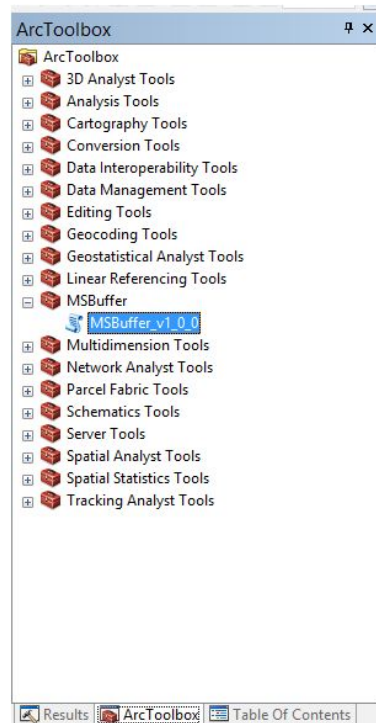 ArcToolbox
ArcToolbox
3D Analyst Tools
Analysis Tools
Cartography Tools
Conversion Tools
Data Interoperability Tools
Data Management Tools
Editing Tools
Geocoding Tools
Geostatistical Analyst Tools
Linear Referencing Tools
MSBuffer
MSBuffer_v1_0_0
Multidimension Tools
Network Analyst Tools
Parcel Fabric Tools
Schematics Tools
Server Tools
Spatial Analyst Tools
Spatial Statistics Tools
Tracking Analyst Tools
Results ArcToolbox Table Of Contents